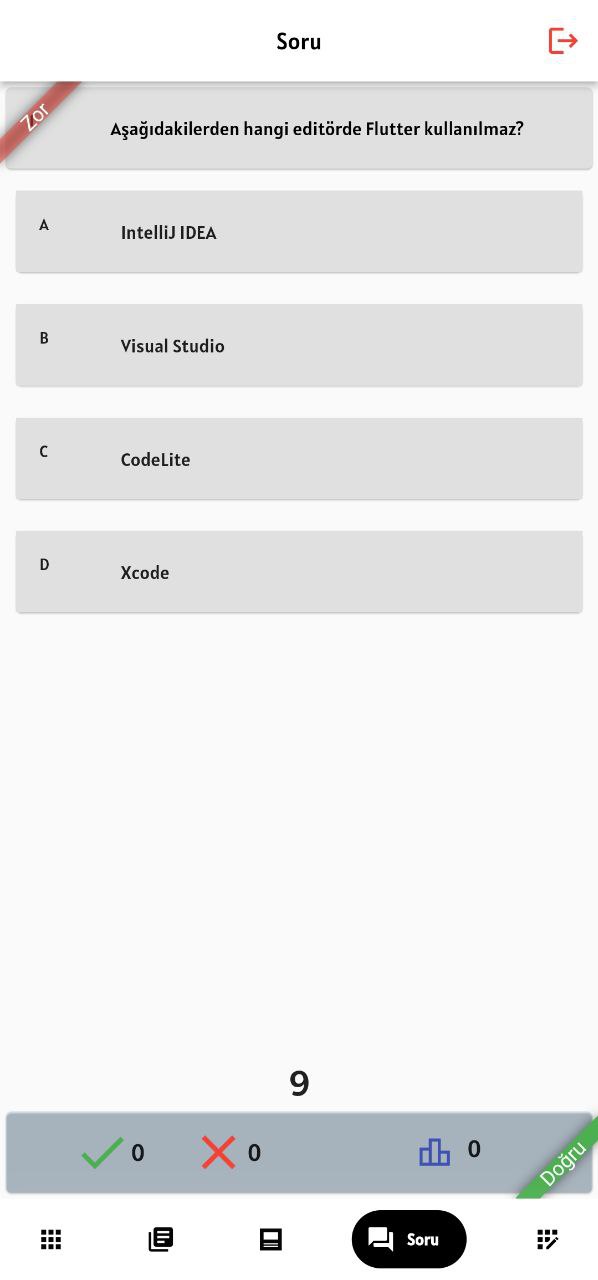 Soru
Zor
Aşağıdakilerden hangi editörde Flutter kullanılmaz?
A
IntelliJ IDEA
B
Visual Studio
C
CodeLite
D
Xcode
9
0
0
0
Doğru
Soru